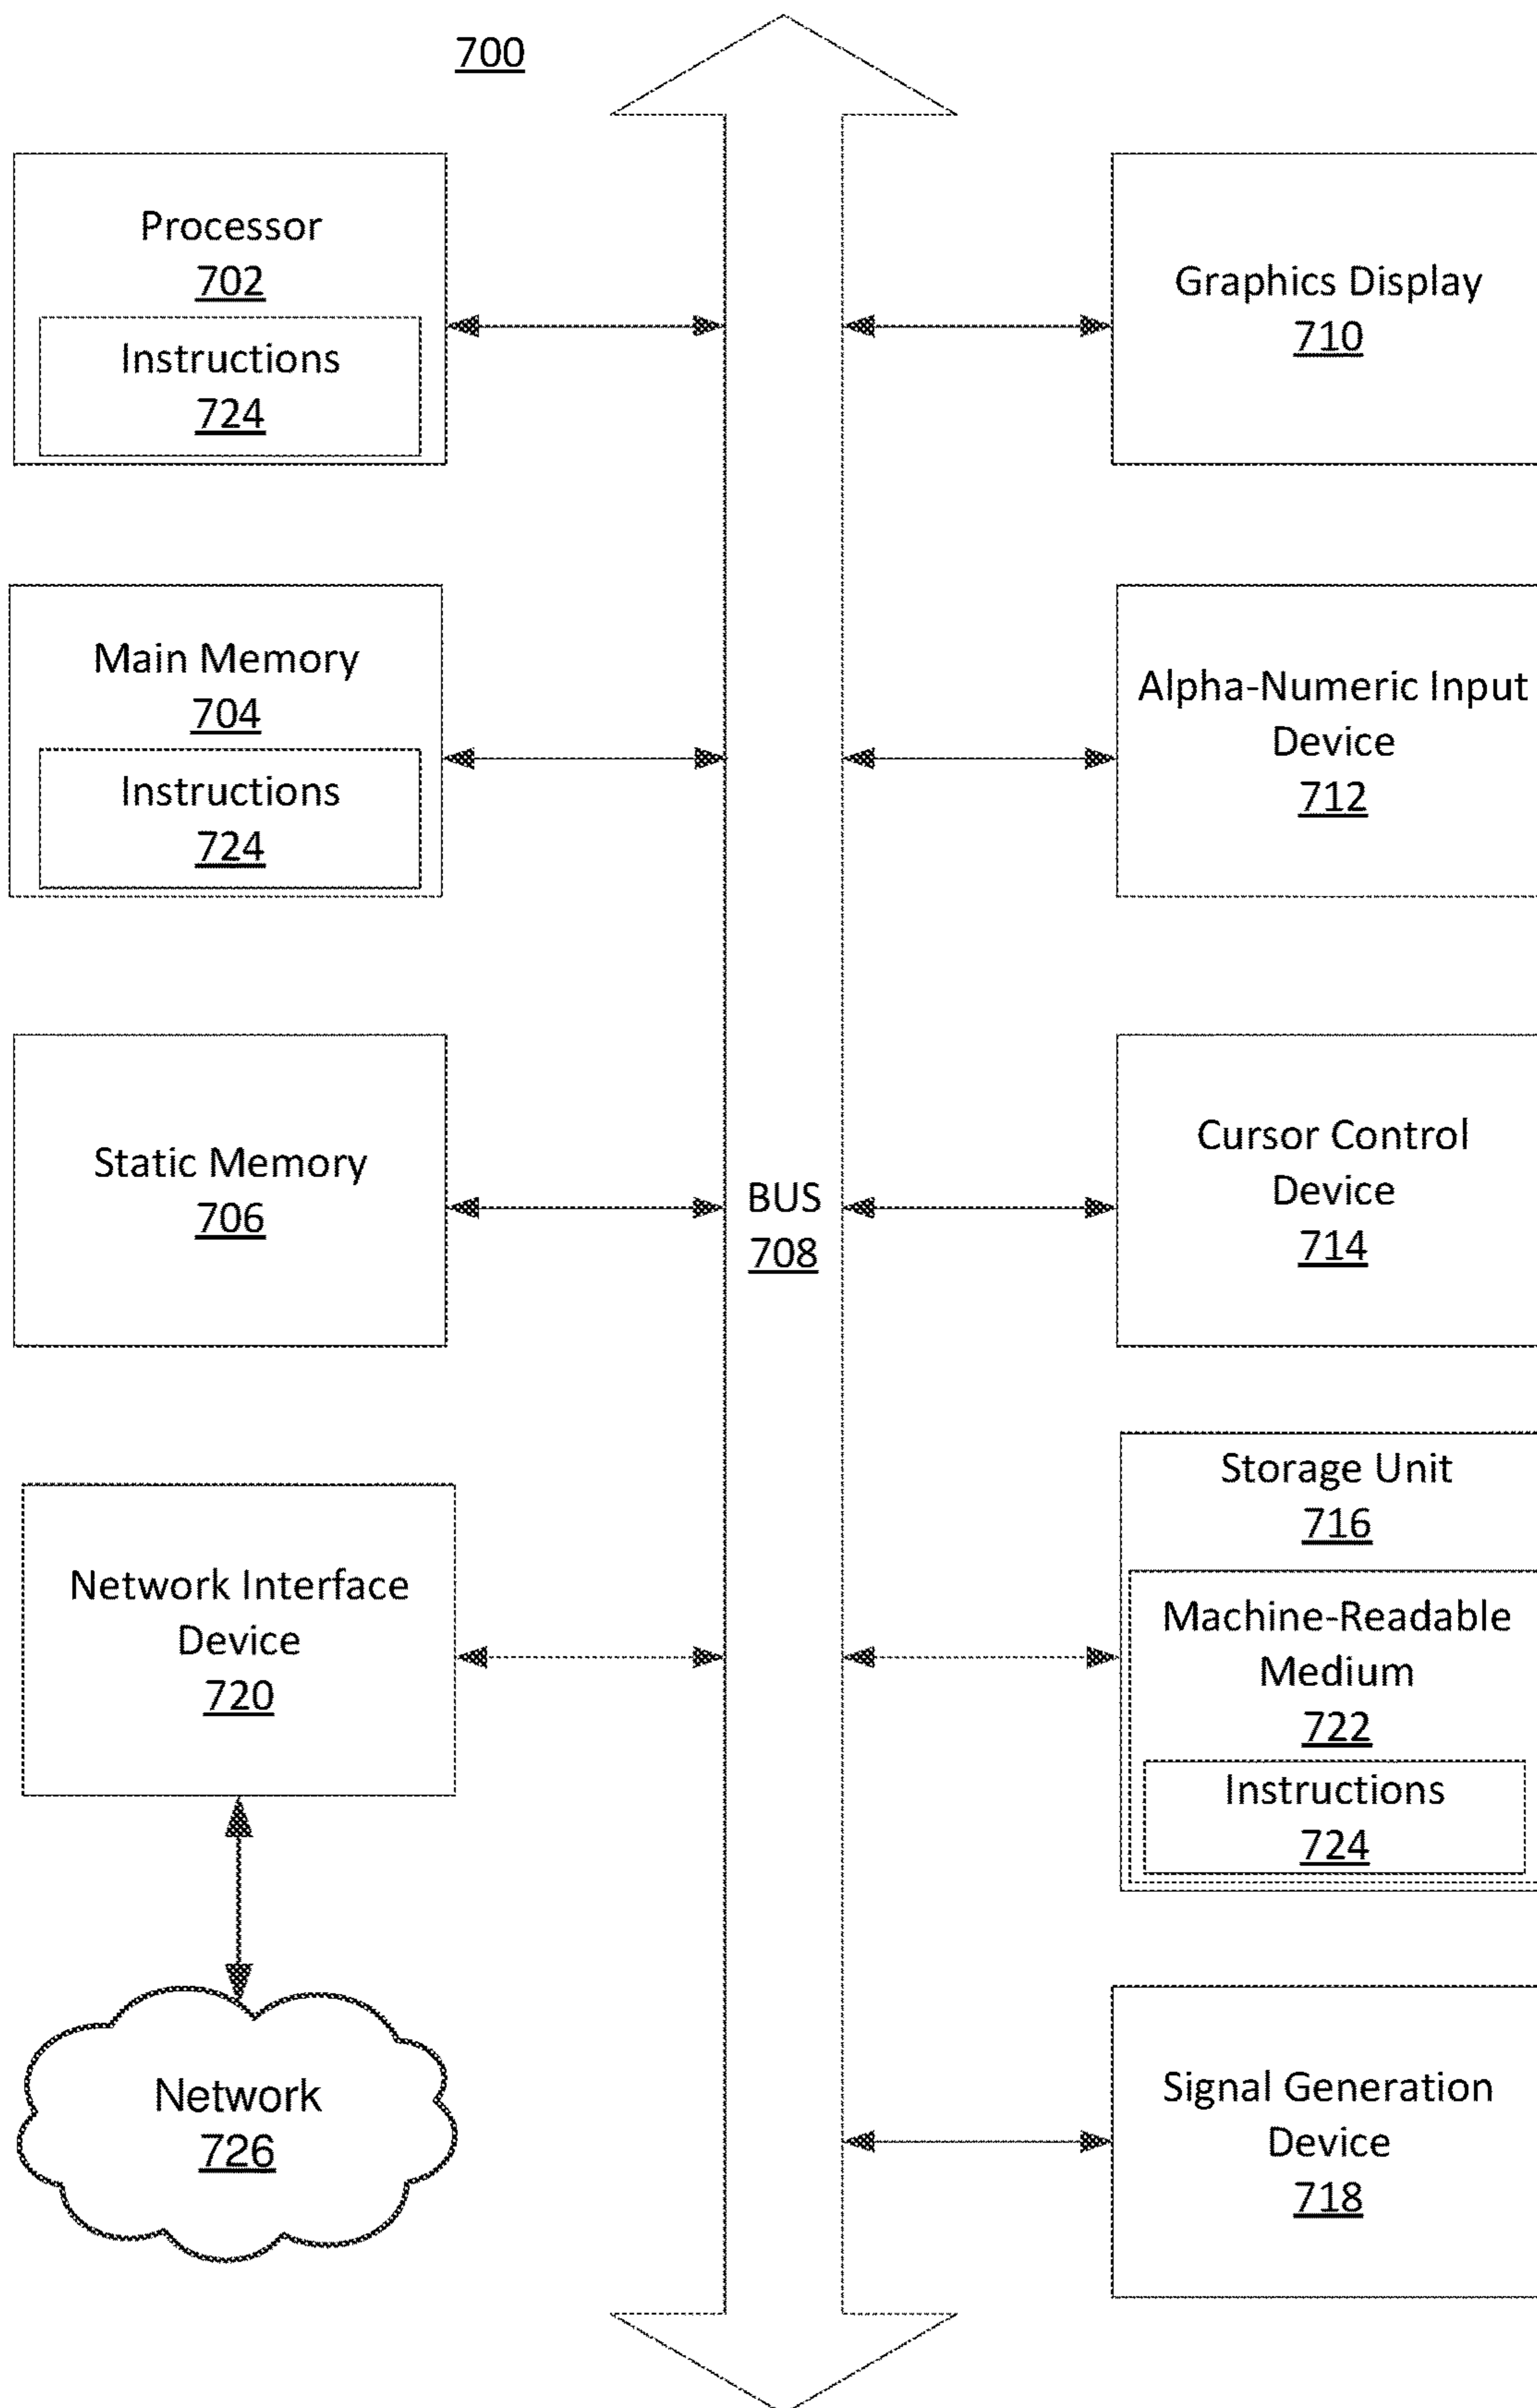 700
Processor
702
Instructions
724
Main Memory
704
Instructions
724
Static Memory
706
Network Interface
Device
720
Network
726
BUS
708
Graphics Display
710
Alpha-Numeric Input
Device
712
Cursor Control
Device
714
Storage Unit
716
Machine-Readable
Medium
722
Instructions
724
Signal Generation
Device
718